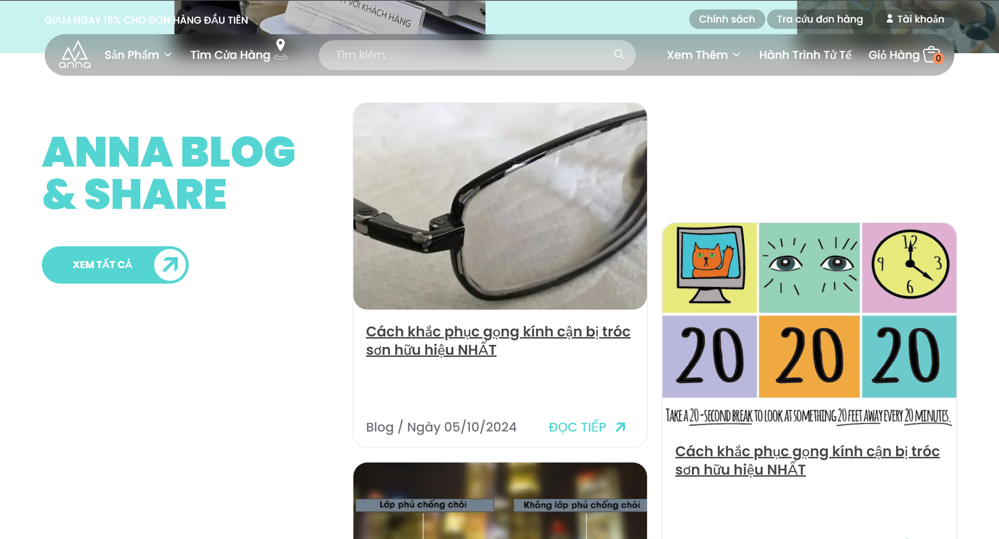 VỚI KHÁCH HÀNG
GIẢM NGAY 15% CHO ĐƠN HÀNG ĐẦU TIÊN
Chính sách
Tra cứu đơn hàng
Tài khoản
anna
Sản Phẩm
Tìm Cửa Hàng
Tìm kiếm. . .
Xem Thêm
Hành Trình Tử Tế
Giỏ Hàng
0
ANNA BLOG
& SHARE
XEM TẤT CẢ
Cách khắc phục gọng kính cận bị tróc
sơn hữu hiệu NHẤT
Blog / Ngày 05/10/2024
ĐỌC TIẾP
Lớp phủ chống chói
Không lớp phủ chống chói
12
9
3
6
20
20
20
TAKE A 20-SECOND BREAK TO LOOK AT SOMETHING 20 FEET AWAY EVERY 20 MINUTES.
Cách khắc phục gọng kính cận bị tróc
sơn hữu hiệu NHẤT